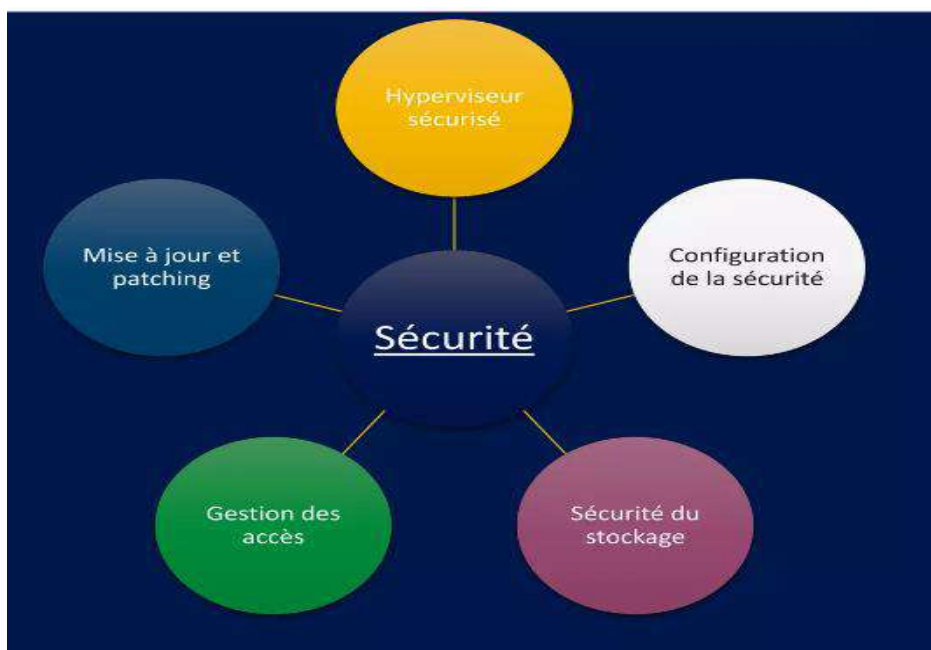 Hyperviseur
sécurisé
Mise à jour et
patching
Configuration
de la sécurité
Sécurité
Gestion des
accès
Sécurité du
stockage